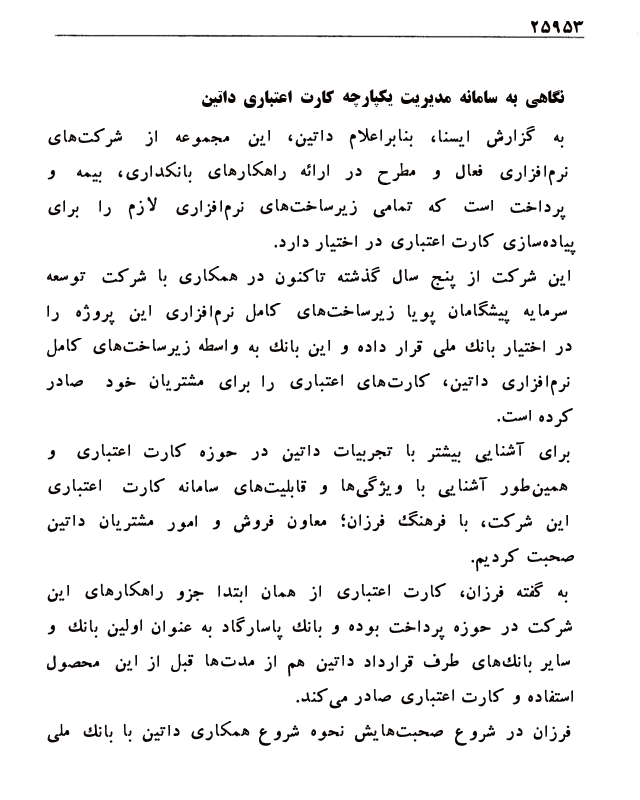 ۲۵۹۵۳
نگاهی به سامانه مدیریت یکپارچه کارت اعتباری داتین
به گزارش ایسنا، بنابراعلام داتین، این مجموعه از شرکت‌های
نرم‌افزاری فعال و مطرح در ارائه راهکارهای بانکداری، بیمه و
پرداخت است که تمامی زیرساخت‌های نرم‌افزاری لازم را برای
پیاده‌سازی کارت اعتباری در اختیار دارد.
این شرکت از پنج سال گذشته تاکنون در همکاری با شرکت توسعه
سرمایه پیشگامان پویا زیرساخت‌های کامل نرم‌افزاری این پروژه را
در اختیار بانک ملی قرار داده و این بانک به واسطه زیرساخت‌های کامل
نرم‌افزاری داتین، کارت‌های اعتباری را برای مشتریان خود صادر
کرده است.
برای آشنایی بیشتر با تجربیات داتین در حوزه کارت اعتباری و
همین‌طور آشنایی با ویژگی‌ها و قابلیت‌های سامانه کارت اعتباری
این شرکت، با فرهنگ فرزان؛ معاون فروش و امور مشتریان داتین
صحبت کردیم.
به گفته فرزان، کارت اعتباری از همان ابتدا جزو راهکارهای این
شرکت در حوزه پرداخت بوده و بانک پاسارگاد به عنوان اولین بانک و
سایر بانک‌های طرف قرارداد داتین هم از مدت‌ها قبل از این محصول
استفاده و کارت اعتباری صادر می‌کند.
فرزان در شروع صحبت‌هایش نحوه شروع همکاری داتین با بانک ملی